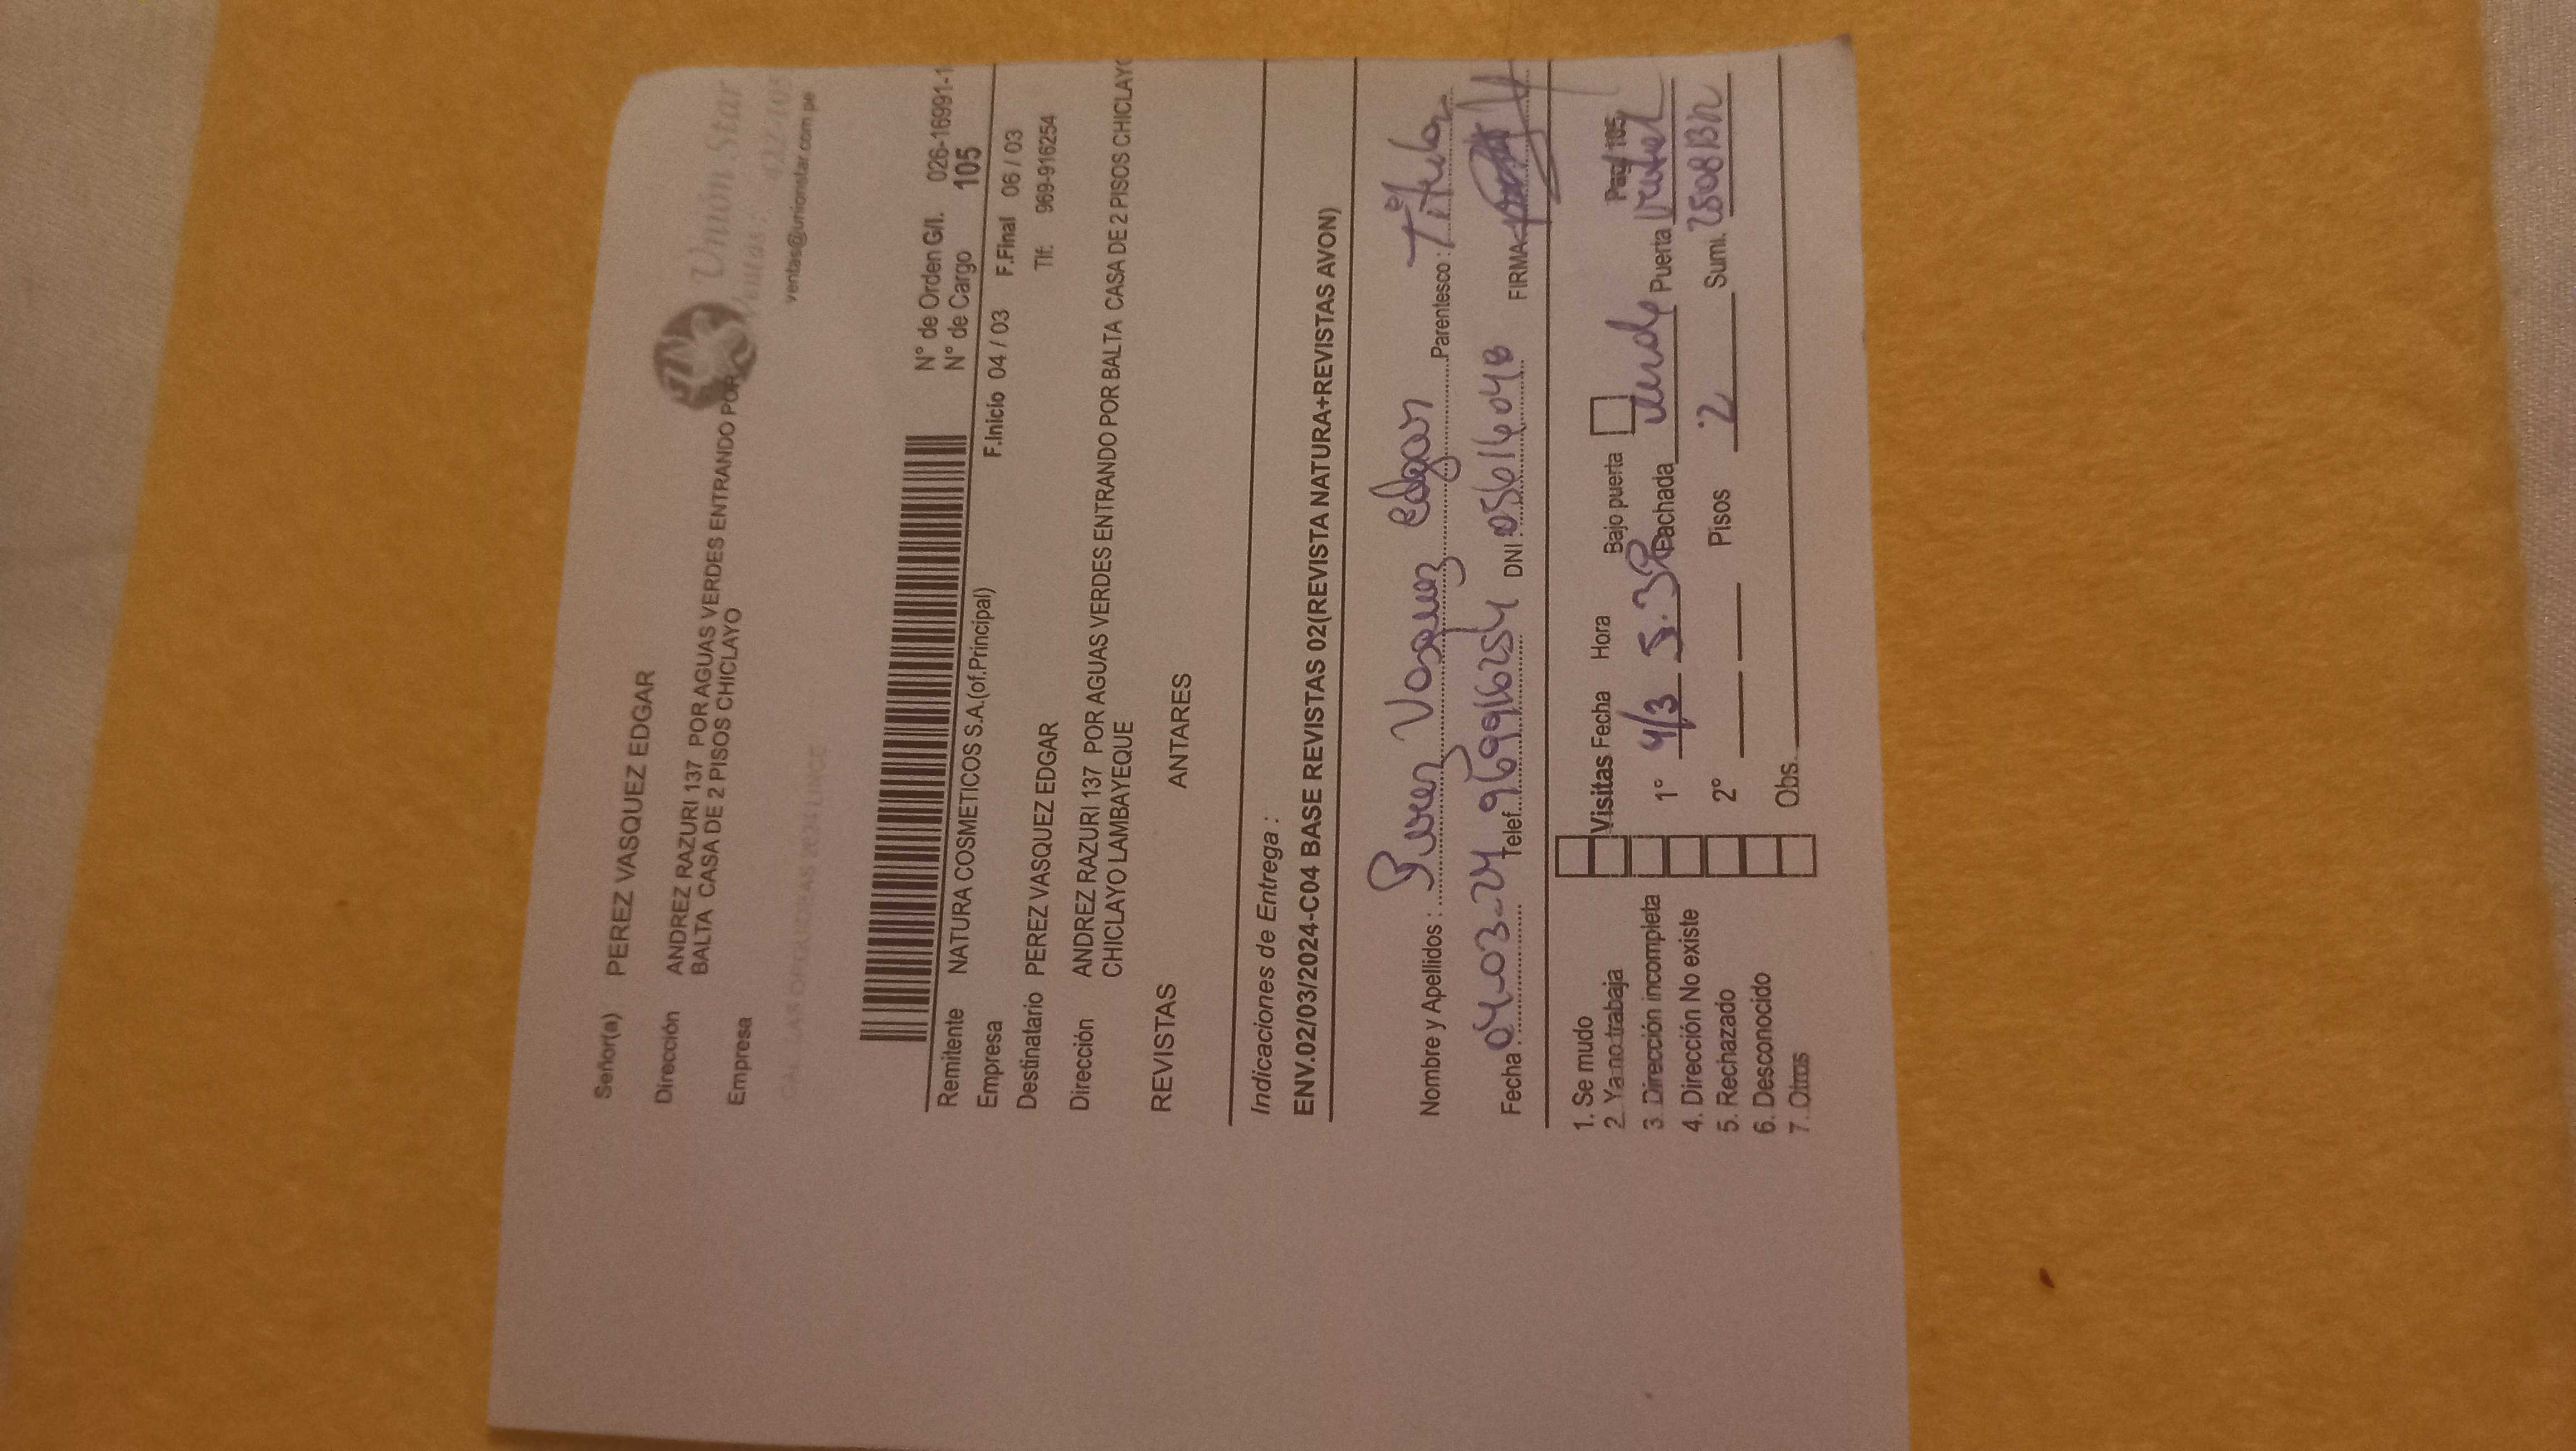 Señor(a) PEREZ VASQUEZ EDGAR
Dirección ANDREZ RAZURI 137 POR AGUAS VERDES ENTRANDO POR
BALTA CASA DE 2 PISOS CHICLAYO
Empresa
Unión Star
Ventas:
ventas@unionstar.com.pe
N° de Orden G/I. 026-16991-1
N° de Cargo 105
Remitente NATURA COSMETICOS S.A.(of.Principal) F.Inicio 04 / 03 F.Final 06 / 03
Empresa
Destinatario PEREZ VASQUEZ EDGAR Tlf: 969-916254
Dirección ANDREZ RAZURI 137 POR AGUAS VERDES ENTRANDO POR BALTA CASA DE 2 PISOS CHICLAYO
CHICLAYO LAMBAYEQUE
REVISTAS ANTARES
Indicaciones de Entrega :
ENV.02/03/2024-C04 BASE REVISTAS 02(REVISTA NATURA+REVISTAS AVON)
Nombre y Apellidos : Perez Vasquez Edgar Parentesco : Titular
Fecha : 04-03-24 Telef. 969916254 DNI 05616048 FIRMA
1. Se mudo
2. Ya no trabaja
3. Dirección incompleta
4. Dirección No existe
5. Rechazado
6. Desconocido
7. Otros
Visitas Fecha Hora Bajo puerta Pag/ 105
1° 4/3 Fachada Puerta
2° Pisos 2 Sumi.
Obs.